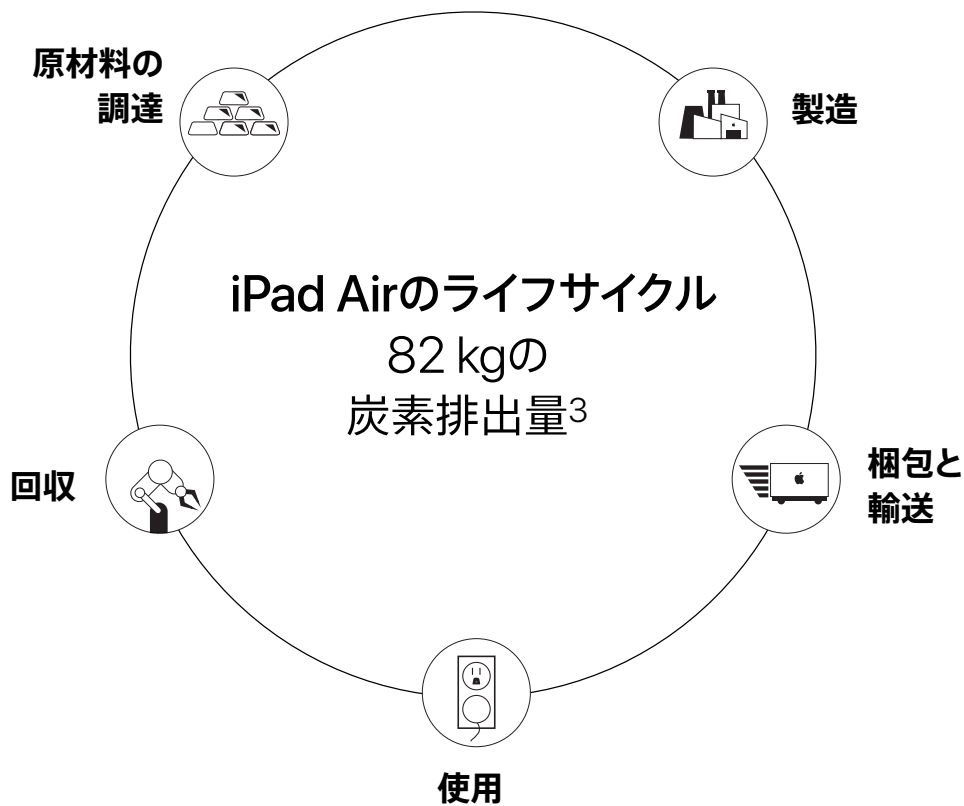 原材料の
調達
製造
iPad Airのライフサイクル
82 kgの
炭素排出量3
回収
梱包と
輸送
使用